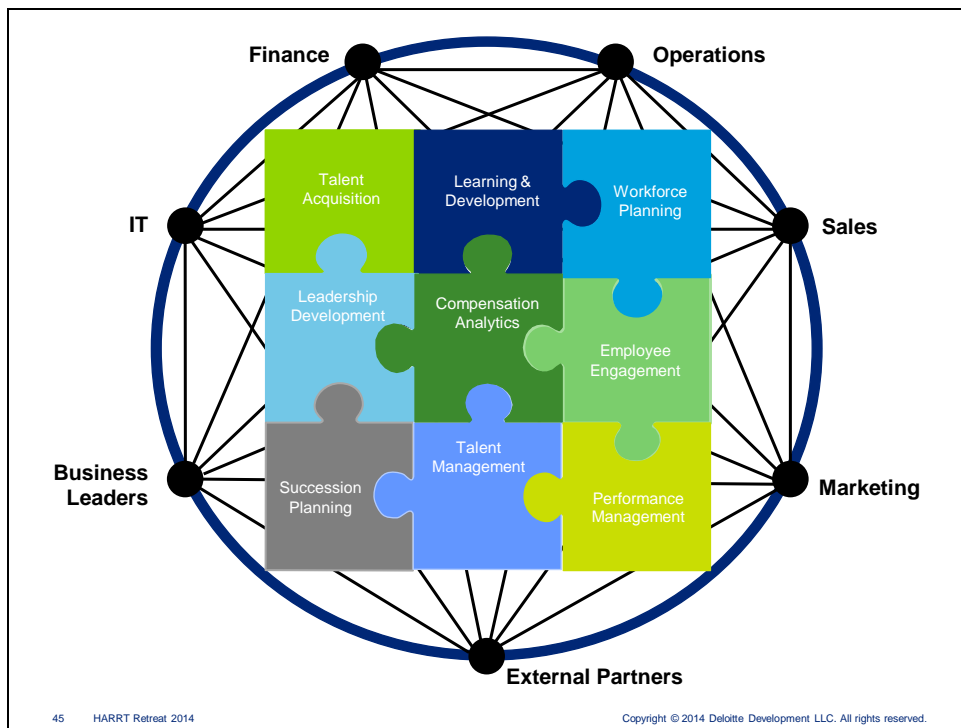 Finance
Operations
Talent
Acquisition
Learning &
Development
Workforce
Planning
IT
Sales
Leadership
Development
Compensation
Analytics
Employee
Engagement
Business
Leaders
Talent
Management
Succession
Planning
Performance
Management
Marketing
External Partners
45 HARRT Retreat 2014
Copyright © 2014 Deloitte Development LLC. All rights reserved.